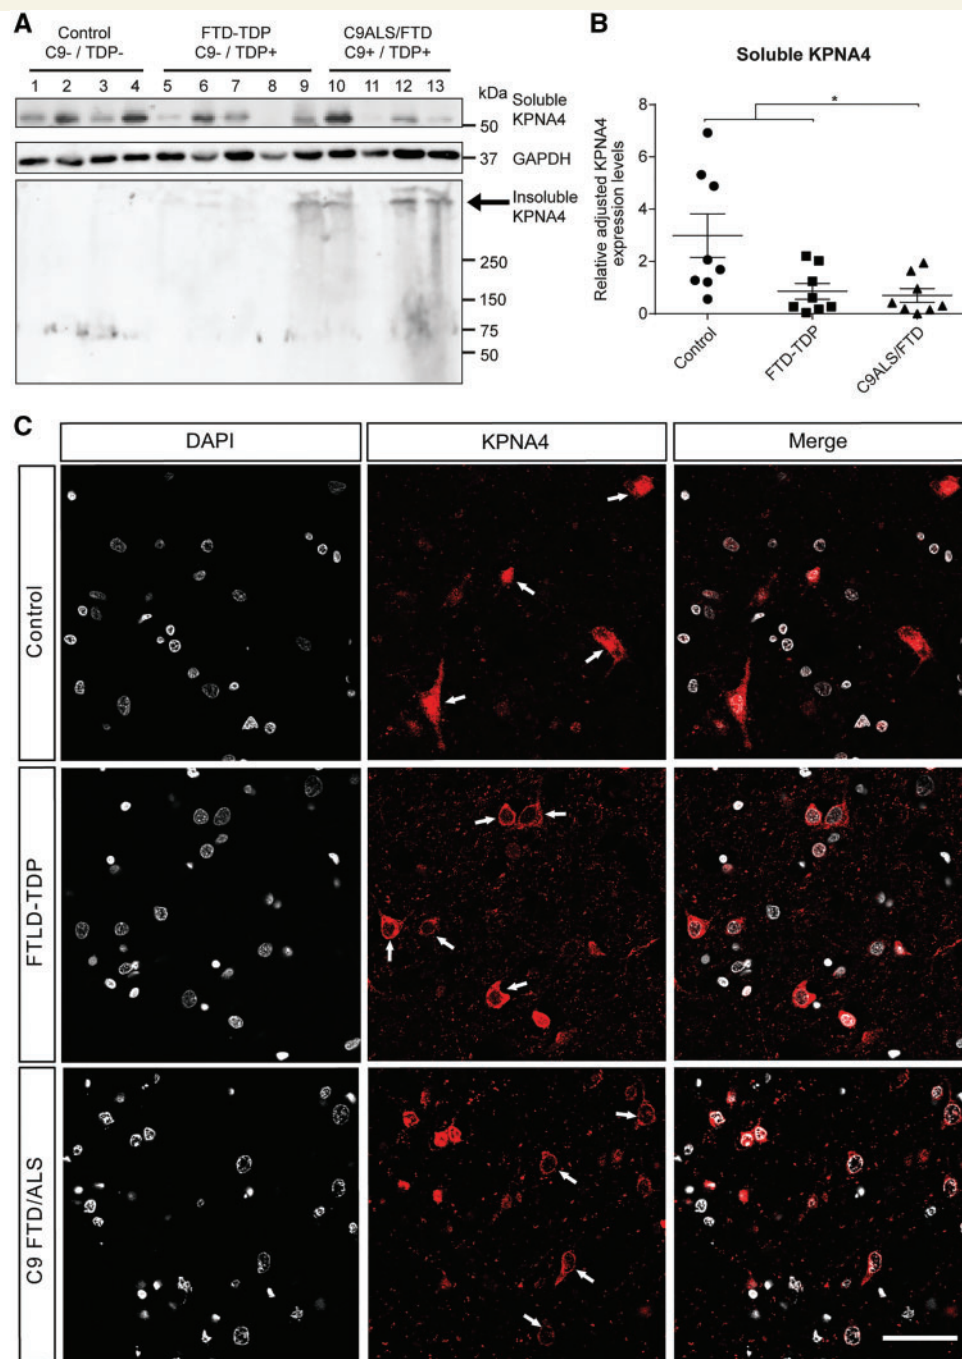 A
Control
C9- / TDP-
FTD-TDP
C9- / TDP+
C9ALS/FTD
C9+ / TDP+
1 2 3 4 5 6 7 8 9 10 11 12 13
kDa
Soluble
KPNA4
50
37
GAPDH
Insoluble
KPNA4
250
150
75
50
B
Soluble KPNA4
*
Relative adjusted KPNA4
expression levels
8
6
4
2
0
Control
FTD-TDP
C9ALS/FTD
C
DAPI
KPNA4
Merge
Control
FTLD-TDP
C9 FTD/ALS